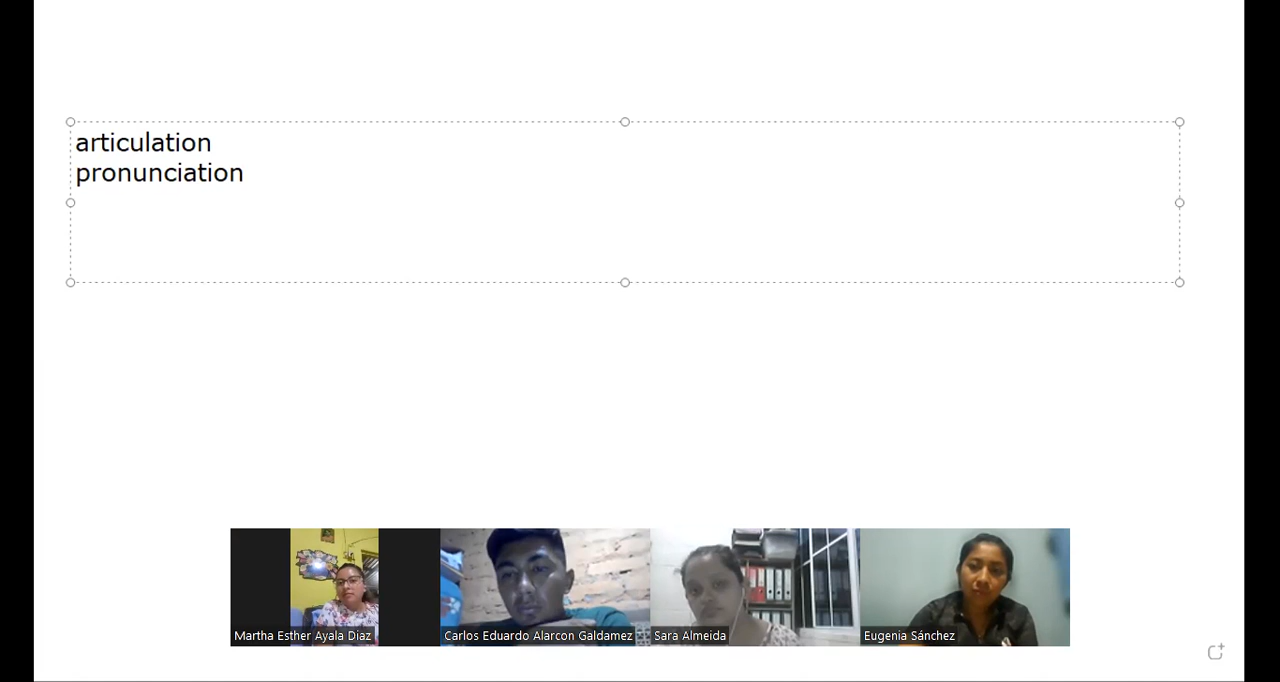 articulation
pronunciation
Martha Esther Ayala Diaz
Carlos Eduardo Alarcon Galdamez
Sara Almeida
Eugenia Sánchez